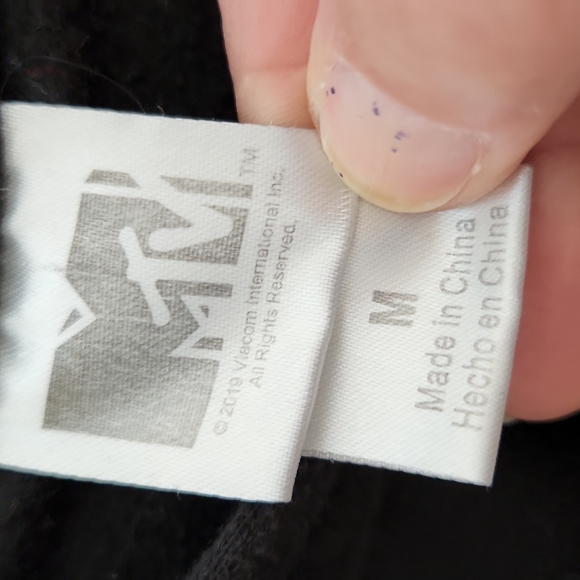 MTV
TM
© 2019 Viacom International Inc.
All Rights Reserved.
M
Made in China
Hecho en China